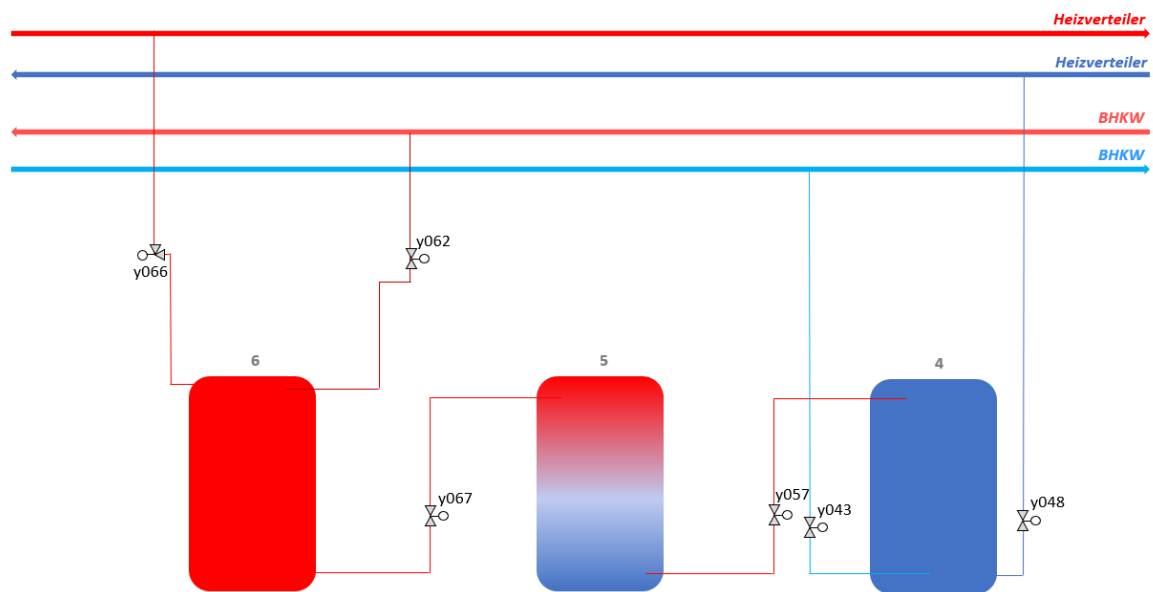 Heizverteiler
Heizverteiler
BHKW
BHKW
y062
y066
6
5
4
y067
y057
y043
y048